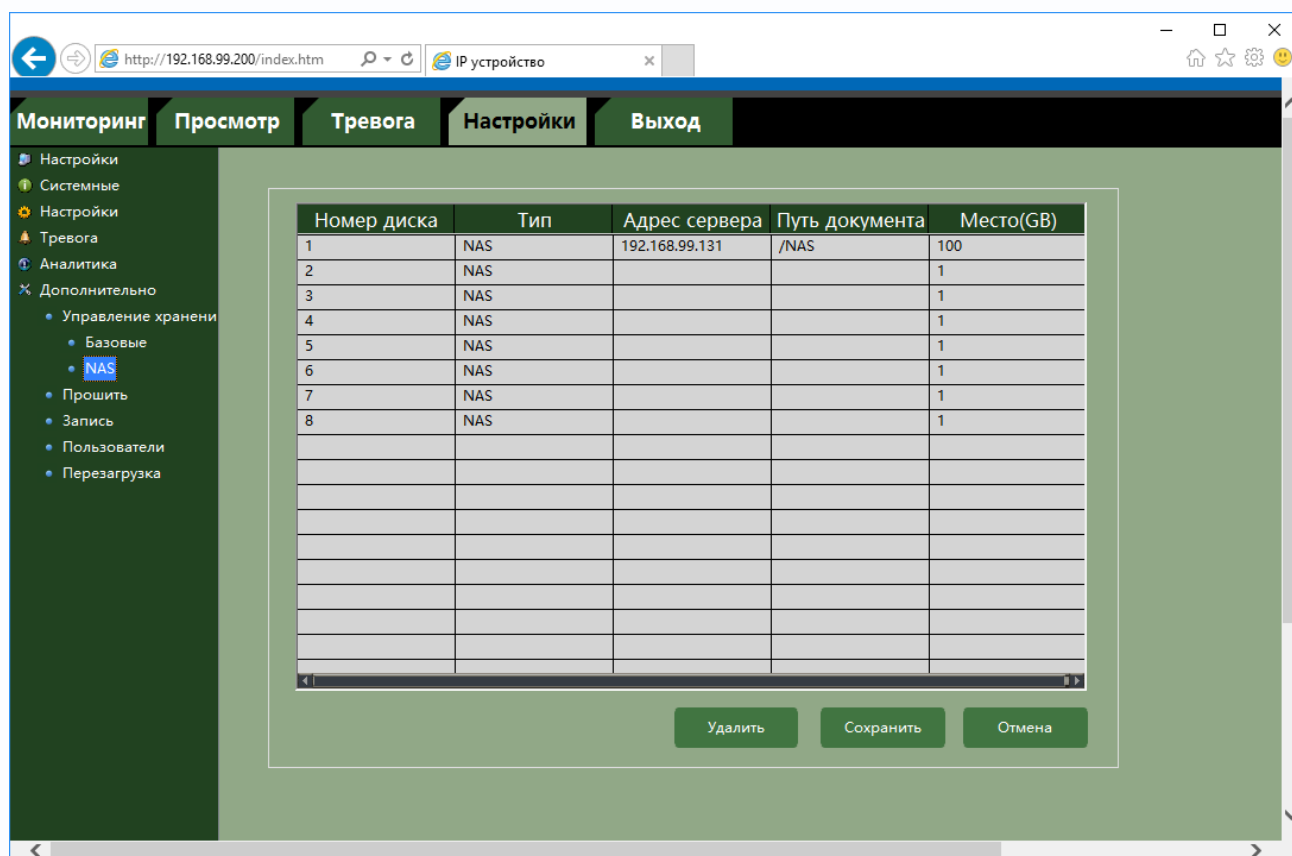 http://192.168.99.200/index.htm
IP устройство
Мониторинг Просмотр Тревога Настройки Выход
Настройки
Системные
Настройки
Тревога
Аналитика
Дополнительно
Управление хранени
Базовые
NAS
Прошить
Запись
Пользователи
Перезагрузка
Номер диска Тип Адрес сервера Путь документа Место(GB)
1 NAS 192.168.99.131 /NAS 100
2 NAS 1
3 NAS 1
4 NAS 1
5 NAS 1
6 NAS 1
7 NAS 1
8 NAS 1
Удалить Сохранить Отмена